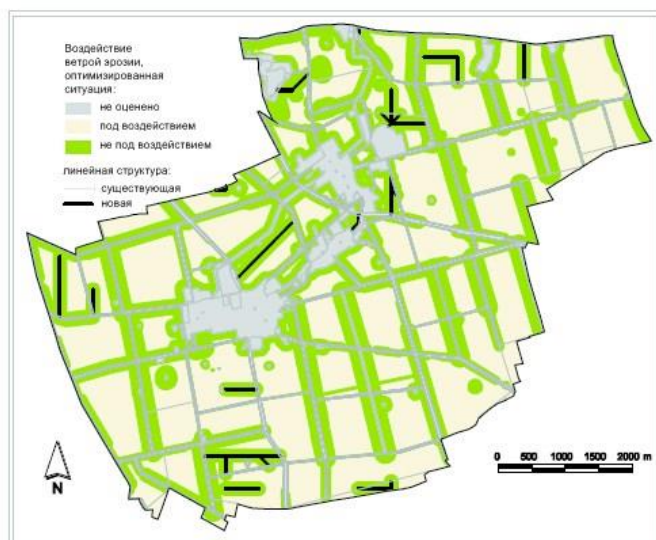 Воздействие
ветрой эрозии,
оптимизированная
ситуация:
не оценено
под воздействием
не под воздействием
линейная структура:
существующая
новая
N
0 500 1000 1500 2000 m